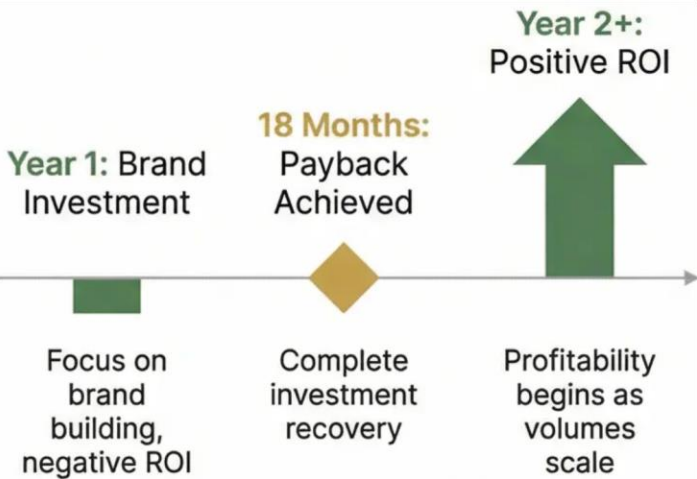 Year 1: Brand
Investment
Focus on
brand
building,
negative ROI
18 Months:
Payback
Achieved
Complete
investment
recovery
Year 2+:
Positive ROI
Profitability
begins as
volumes
scale